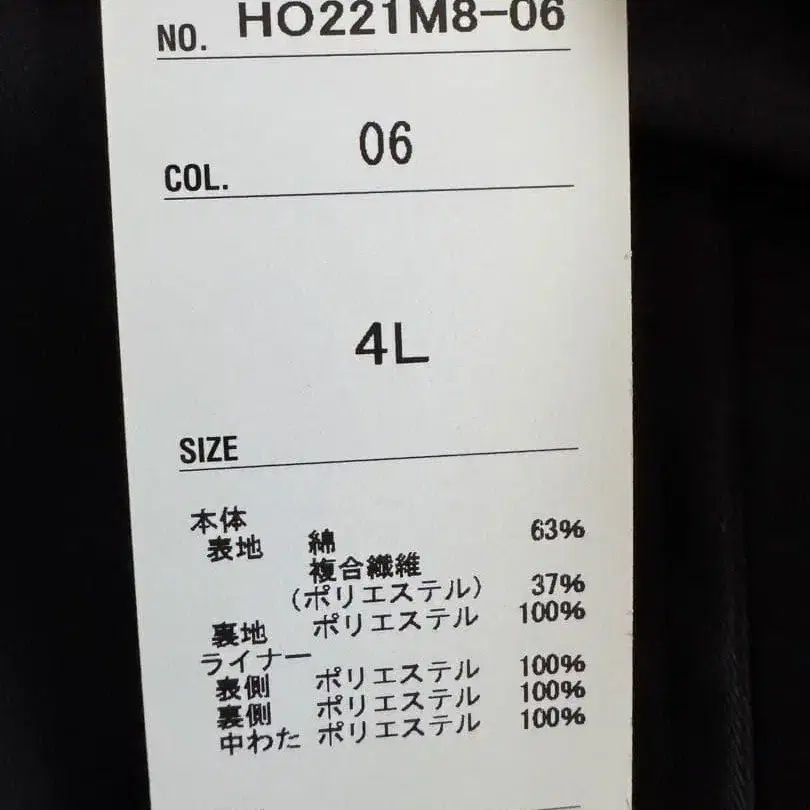 NO. HO221M8-06
COL. 06
4L
SIZE
本体
表地 綿 63%
複合繊維
(ポリエステル) 37%
裏地 ポリエステル 100%
ライナー
表側 ポリエステル 100%
裏側 ポリエステル 100%
中わた ポリエステル 100%